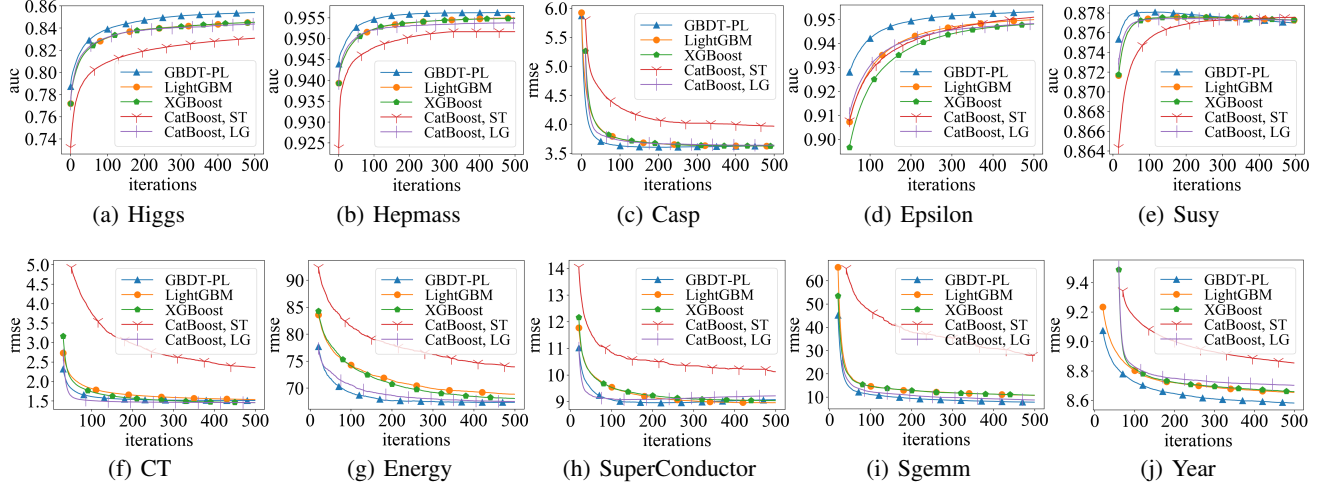 0.86
0.84
0.82
0.80
0.78
0.76
0.74
auc
GBDT-PL
LightGBM
XGBoost
CatBoost, ST
CatBoost, LG
0 100 200 300 400 500
iterations
(a) Higgs
0.955
0.950
0.945
0.940
0.935
0.930
0.925
auc
GBDT-PL
LightGBM
XGBoost
CatBoost, ST
CatBoost, LG
0 100 200 300 400 500
iterations
(b) Hepmass
6.0
5.5
5.0
4.5
4.0
3.5
rmse
GBDT-PL
LightGBM
XGBoost
CatBoost, ST
CatBoost, LG
0 100 200 300 400 500
iterations
(c) Casp
0.95
0.94
0.93
0.92
0.91
0.90
auc
GBDT-PL
LightGBM
XGBoost
CatBoost, ST
CatBoost, LG
100 200 300 400 500
iterations
(d) Epsilon
0.878
0.876
0.874
0.872
0.870
0.868
0.866
0.864
auc
GBDT-PL
LightGBM
XGBoost
CatBoost, ST
CatBoost, LG
0 100 200 300 400 500
iterations
(e) Susy
5.0
4.5
4.0
3.5
3.0
2.5
2.0
1.5
rmse
GBDT-PL
LightGBM
XGBoost
CatBoost, ST
CatBoost, LG
100 200 300 400 500
iterations
(f) CT
90
85
80
75
70
rmse
GBDT-PL
LightGBM
XGBoost
CatBoost, ST
CatBoost, LG
100 200 300 400 500
iterations
(g) Energy
14
13
12
11
10
9
rmse
GBDT-PL
LightGBM
XGBoost
CatBoost, ST
CatBoost, LG
0 100 200 300 400 500
iterations
(h) SuperConductor
60
50
40
30
20
10
rmse
GBDT-PL
LightGBM
XGBoost
CatBoost, ST
CatBoost, LG
0 100 200 300 400 500
iterations
(i) Sgemm
9.4
9.2
9.0
8.8
8.6
rmse
GBDT-PL
LightGBM
XGBoost
CatBoost, ST
CatBoost, LG
0 100 200 300 400 500
iterations
(j) Year